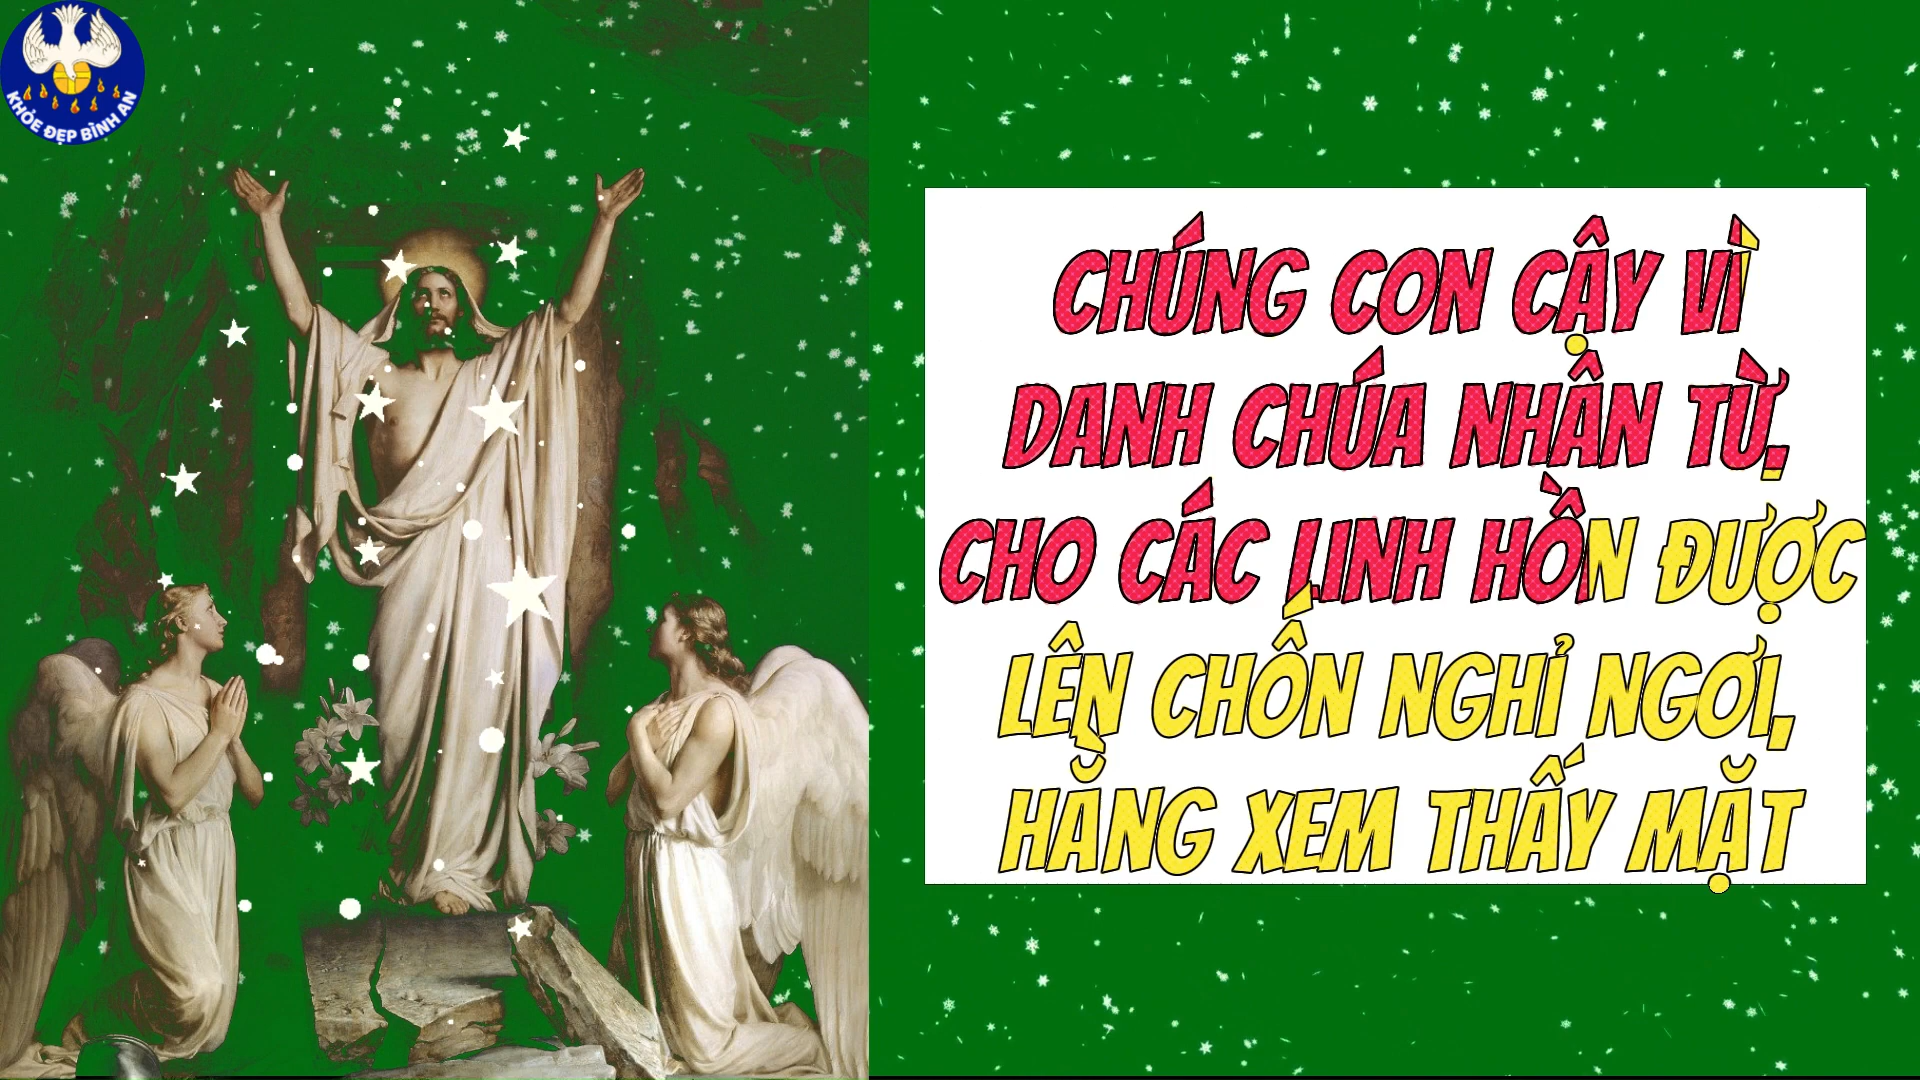 KHỎE ĐẸP BÌNH AN
CHÚNG CON CẬY VÌ
DANH CHÚA NHÂN TỪ,
CHO CÁC LINH HỒN ĐƯỢC
LÊN CHỐN NGHỈ NGƠI,
HẰNG XEM THẤY MẶT